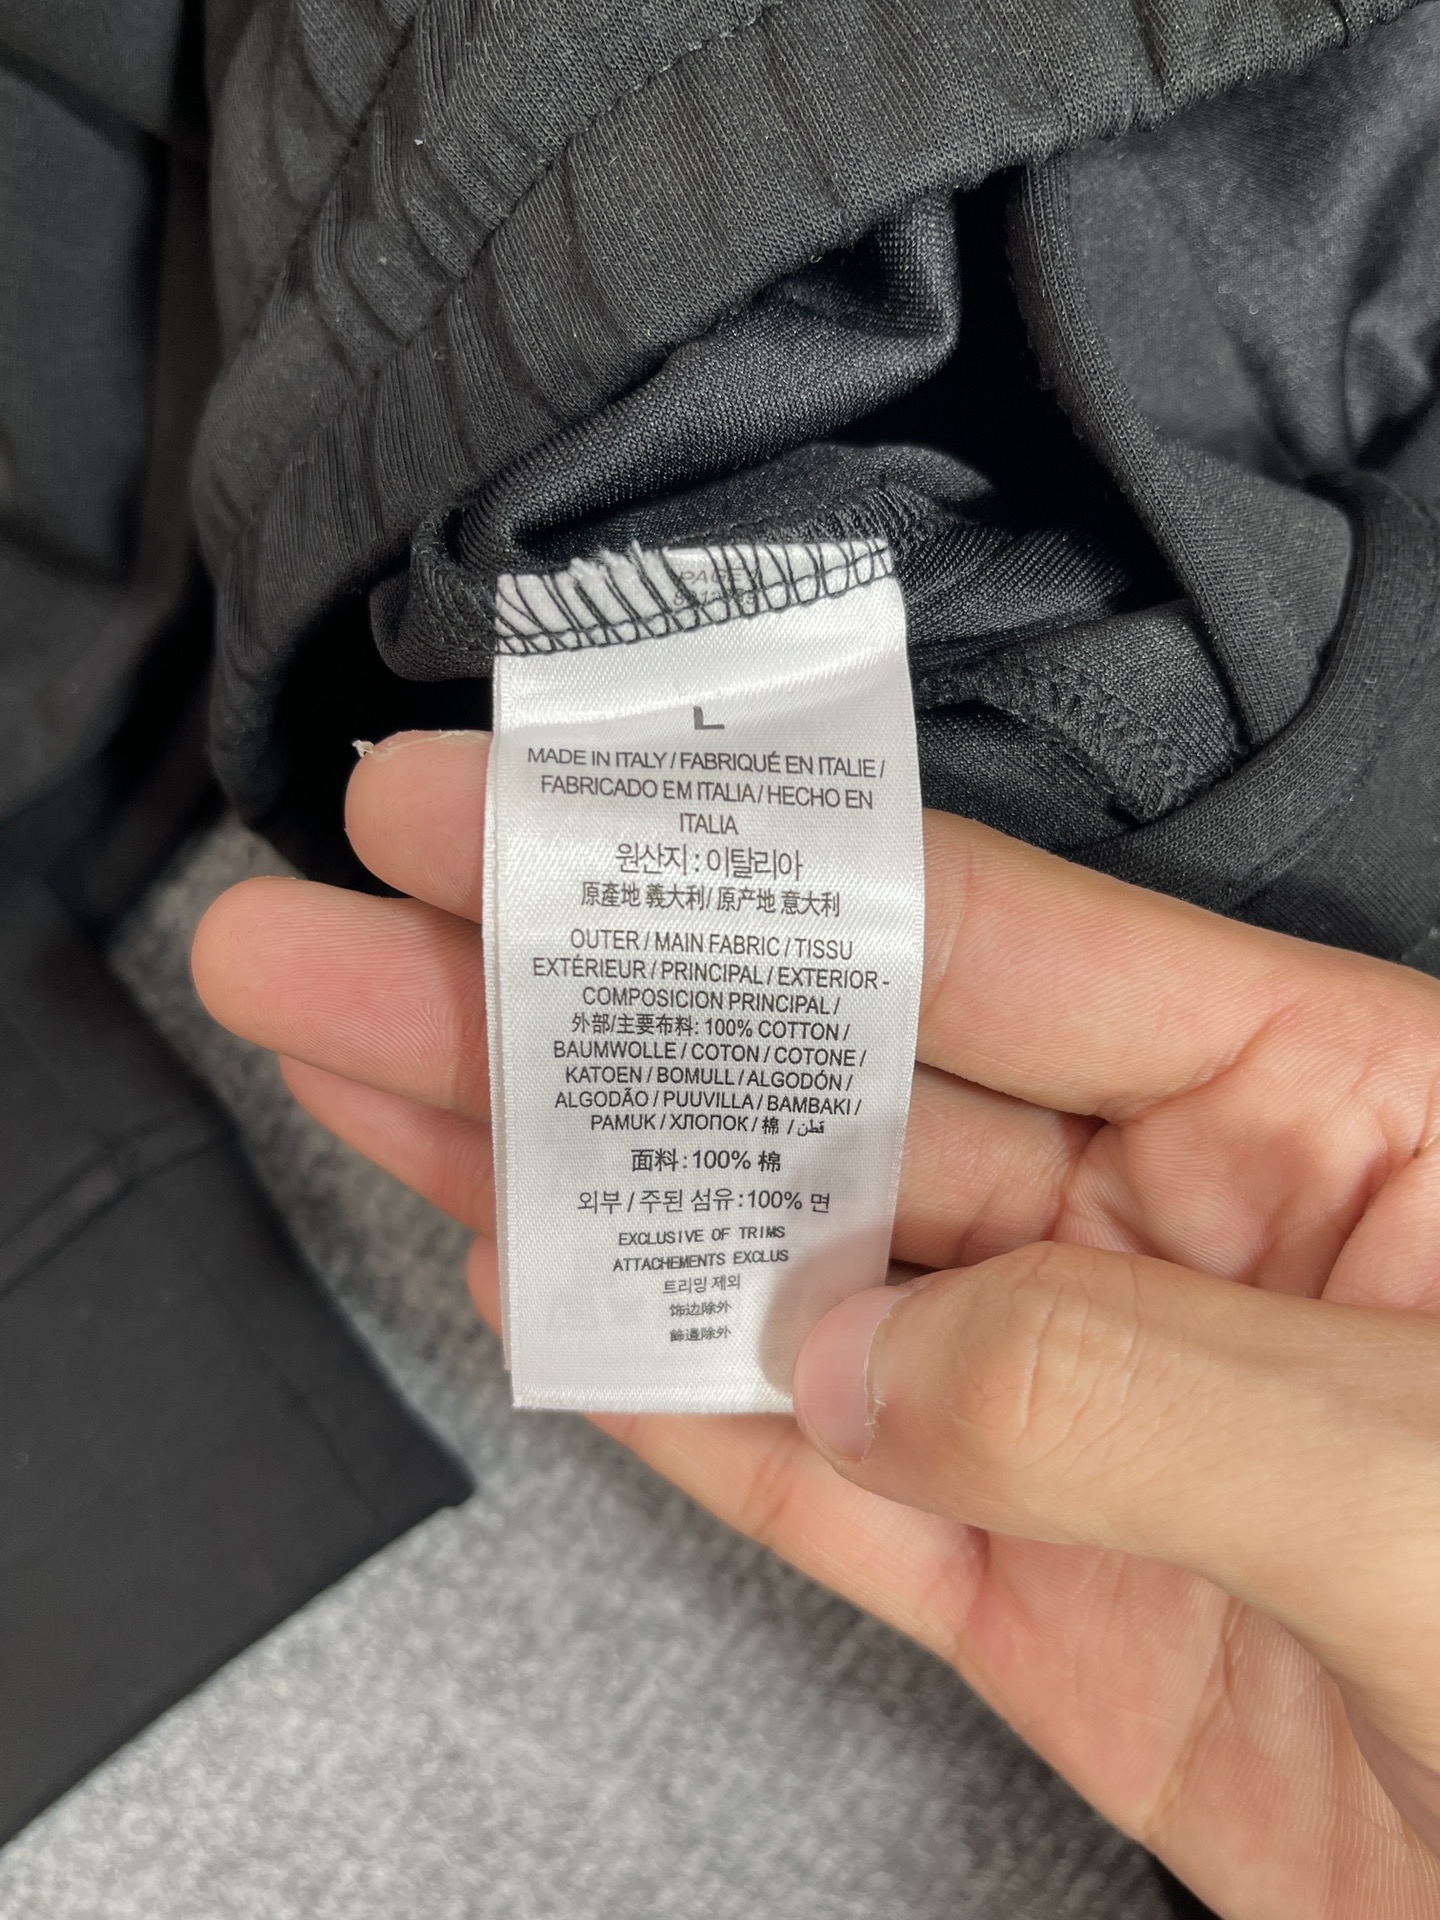 L
MADE IN ITALY / FABRIQUÉ EN ITALIE /
FABRICADO EM ITALIA / HECHO EN
ITALIA
원산지 : 이탈리아
原產地 義大利/ 原产地 意大利
OUTER / MAIN FABRIC / TISSU
EXTÉRIEUR / PRINCIPAL / EXTERIOR -
COMPOSICION PRINCIPAL /
外部/主要布料: 100% COTTON /
BAUMWOLLE / COTON / COTONE /
KATOEN / BOMULL / ALGODÓN /
ALGODÃO / PUUVILLA / BAMBAKI /
PAMUK / ХЛОПОК / 棉 / قطن
面料 : 100% 棉
외부 / 주된 섬유 : 100% 면
EXCLUSIVE OF TRIMS
ATTACHEMENTS EXCLUS
트리밍 제외
饰边除外
飾邊除外